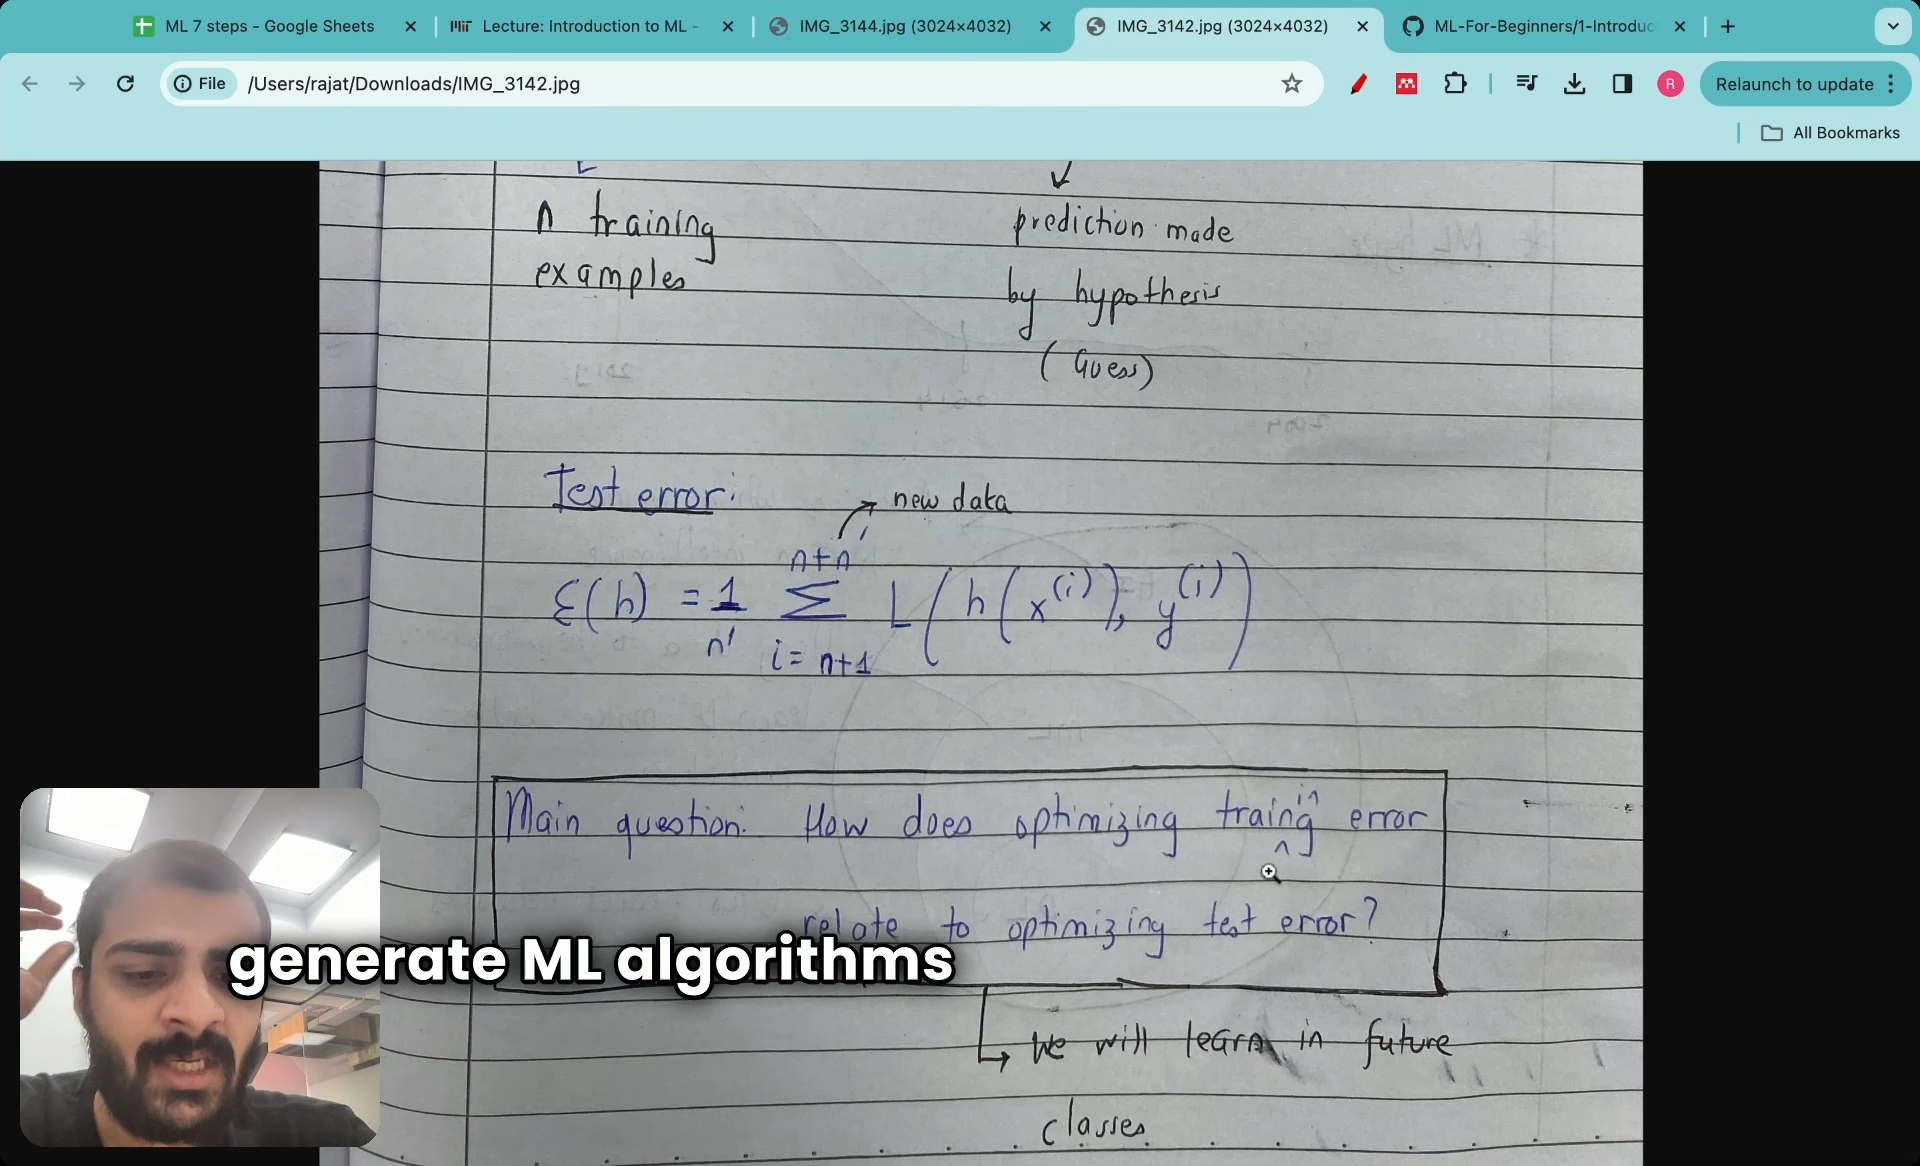 ML 7 steps - Google Sheets
Lecture: Introduction to ML -
IMG_3144.jpg (3024×4032)
IMG_3142.jpg (3024×4032)
ML-For-Beginners/1-Introduc
File
/Users/rajat/Downloads/IMG_3142.jpg
R
Relaunch to update
All Bookmarks
n training
examples
prediction made
by hypothesis
(Guess)
Test error:
new data
ℰ(h) = 1/n' Σ_{i=n+1}^{n+n'} L(h(x^(i)), y^(i))
Main question: How does optimizing training error
relate to optimizing test error?
generate ML algorithms
we will learn in future
classes